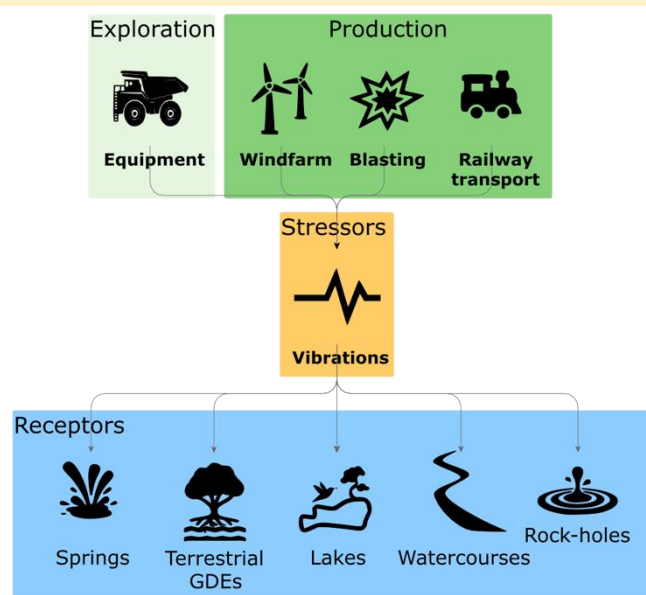 Exploration
Production
Equipment
Windfarm
Blasting
Railway
transport
Stressors
Vibrations
Receptors
Springs
Terrestrial
GDEs
Lakes
Watercourses
Rock-holes